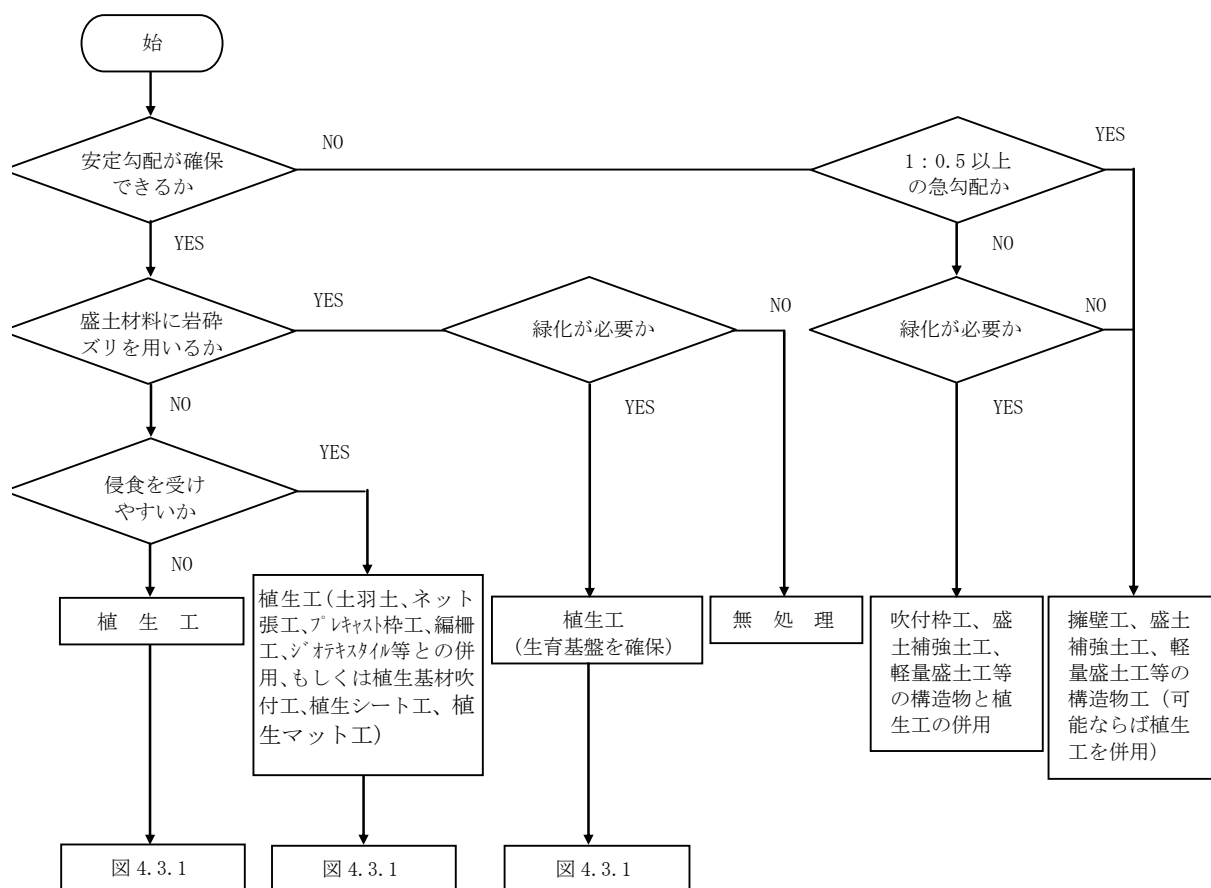 始
安定勾配が確保
できるか
NO
1：0.5 以上
の急勾配か
YES
YES
NO
盛土材料に岩砕
ズリを用いるか
YES
緑化が必要か
NO
緑化が必要か
NO
NO
YES
YES
侵食を受け
やすいか
YES
NO
植 生 工
植生工（土羽土、ネット
張工、ﾌﾟﾚｷｬｽﾄ枠工、編柵
工、ｼﾞｵﾃｷｽﾀｲﾙ等との併
用、もしくは植生基材吹
付工、植生シート工、植
生マット工）
植生工
（生育基盤を確保）
無 処 理
吹付枠工、盛
土補強土工、
軽量盛土工等
の構造物と植
生工の併用
擁壁工、盛土
補強土工、軽
量盛土工等の
構造物工（可
能ならば植生
工を併用）
図 4.3.1
図 4.3.1
図 4.3.1